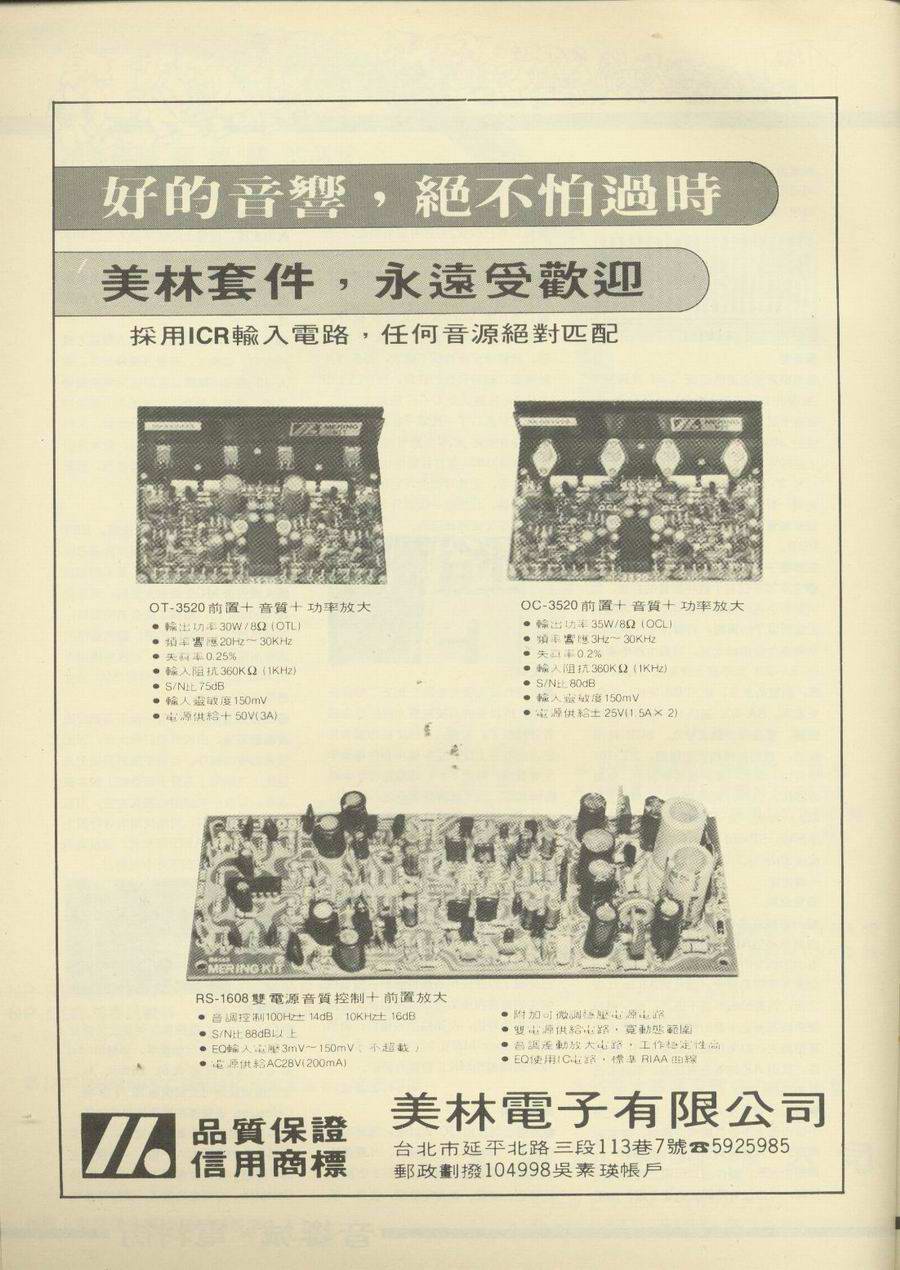 好的音響，絕不怕過時
美林套件，永遠受歡迎
採用ICR輸入電路，任何音源絕對匹配
MERING
MERING
OT-3520前置＋音質＋功率放大
● 輸出功率30W/8Ω (OTL)
● 頻率響應20Hz～30KHz
● 失真率0.25%
● 輸入阻抗360KΩ (1KHz)
● S/N比75dB
● 輸入靈敏度150mV
● 電源供給＋50V(3A)
OC-3520前置＋音質＋功率放大
● 輸出功率35W/8Ω (OCL)
● 頻率響應3Hz～30KHz
● 失真率0.2%
● 輸入阻抗360KΩ (1KHz)
● S/N比80dB
● 輸入靈敏度150mV
● 電源供給±25V(1.5A×2)
MERING KIT
RS-1608雙電源音質控制＋前置放大
● 音調控制100Hz±14dB 10KHz±16dB
● S/N比88dB以上
● EQ輸入電壓3mV～150mV（不超載）
● 電源供給AC28V(200mA)
● 附加可微調穩壓電源電路
● 雙電源供給電路，寬動態範圍
● 音調差動放大電路，工作穩定性高
● EQ使用IC電路，標準RIAA曲線
品質保證
信用商標
美林電子有限公司
台北市延平北路三段113巷7號☎5925985
郵政劃撥104998吳素瑛帳戶